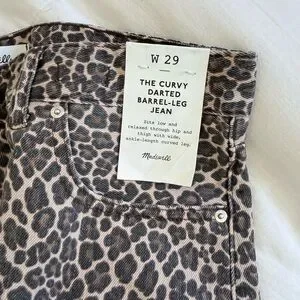 W 29
THE CURVY
DARTED
BARREL-LEG
JEAN
Sits low and
relaxed through hip and
thigh with wide,
ankle-length curved leg.
Madewell